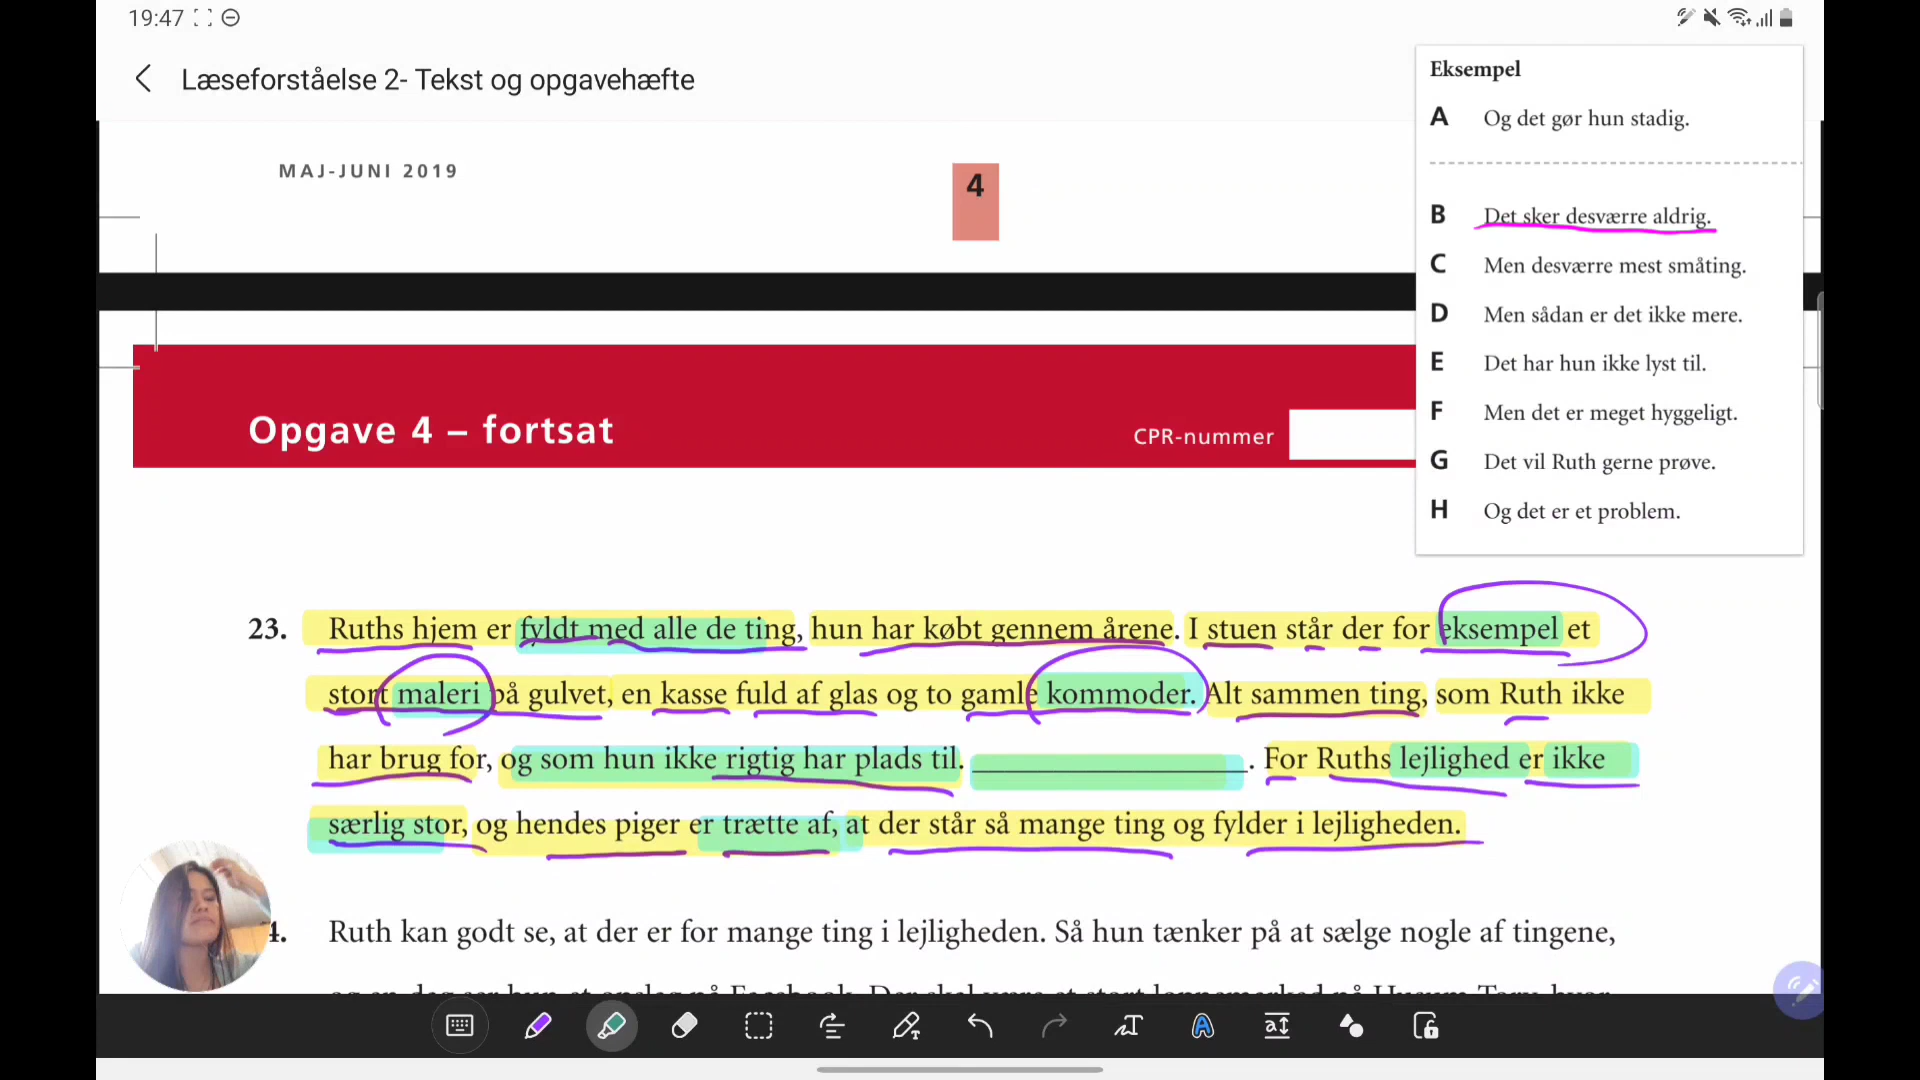 19:47
Læseforståelse 2- Tekst og opgavehæfte
MAJ-JUNI 2019
4
Eksempel
A Og det gør hun stadig.
B Det sker desværre aldrig.
C Men desværre mest småting.
D Men sådan er det ikke mere.
E Det har hun ikke lyst til.
F Men det er meget hyggeligt.
G Det vil Ruth gerne prøve.
H Og det er et problem.
Opgave 4 – fortsat
CPR-nummer
23. Ruths hjem er fyldt med alle de ting, hun har købt gennem årene. I stuen står der for eksempel et
stort maleri på gulvet, en kasse fuld af glas og to gamle kommoder. Alt sammen ting, som Ruth ikke
har brug for, og som hun ikke rigtig har plads til. ____________________. For Ruths lejlighed er ikke
særlig stor, og hendes piger er trætte af, at der står så mange ting og fylder i lejligheden.
4. Ruth kan godt se, at der er for mange ting i lejligheden. Så hun tænker på at sælge nogle af tingene,